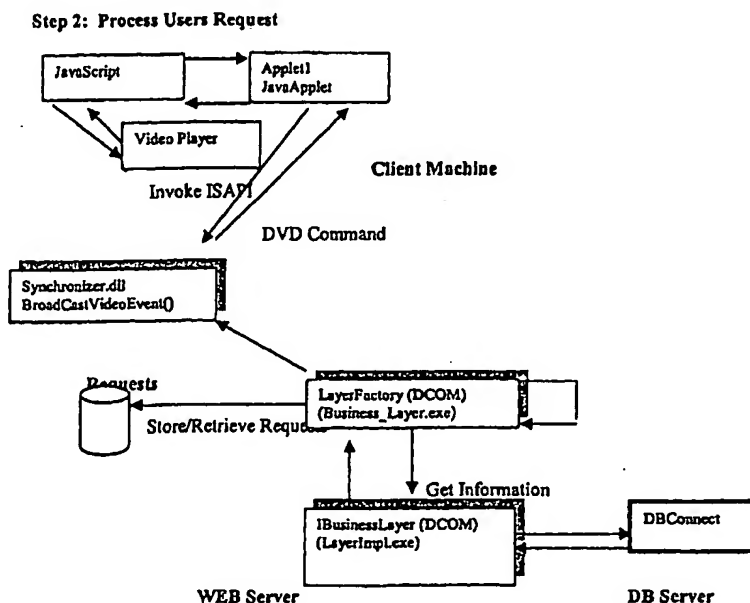 Step 2: Process Users Request
JavaScript
Applet1
JavaApplet
Video Player
Client Machine
Invoke ISAPI
DVD Command
Synchronizer.dll
BroadCastVideoEvent()
Requests
LayerFactory (DCOM)
(Business_Layer.exe)
Store/Retrieve Requests
Get Information
IBusinessLayer (DCOM)
(LayerImpl.exe)
DBConnect
WEB Server
DB Server